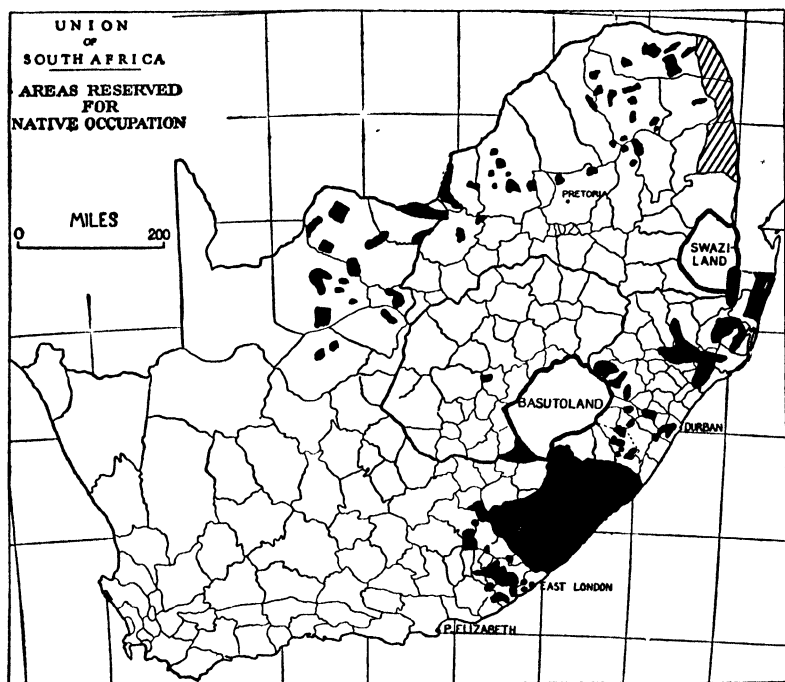 UNION
OF
SOUTH AFRICA
AREAS RESERVED
FOR
NATIVE OCCUPATION
MILES
0 200
PRETORIA
SWAZI-
LAND
BASUTOLAND
DURBAN
EAST LONDON
P. ELIZABETH